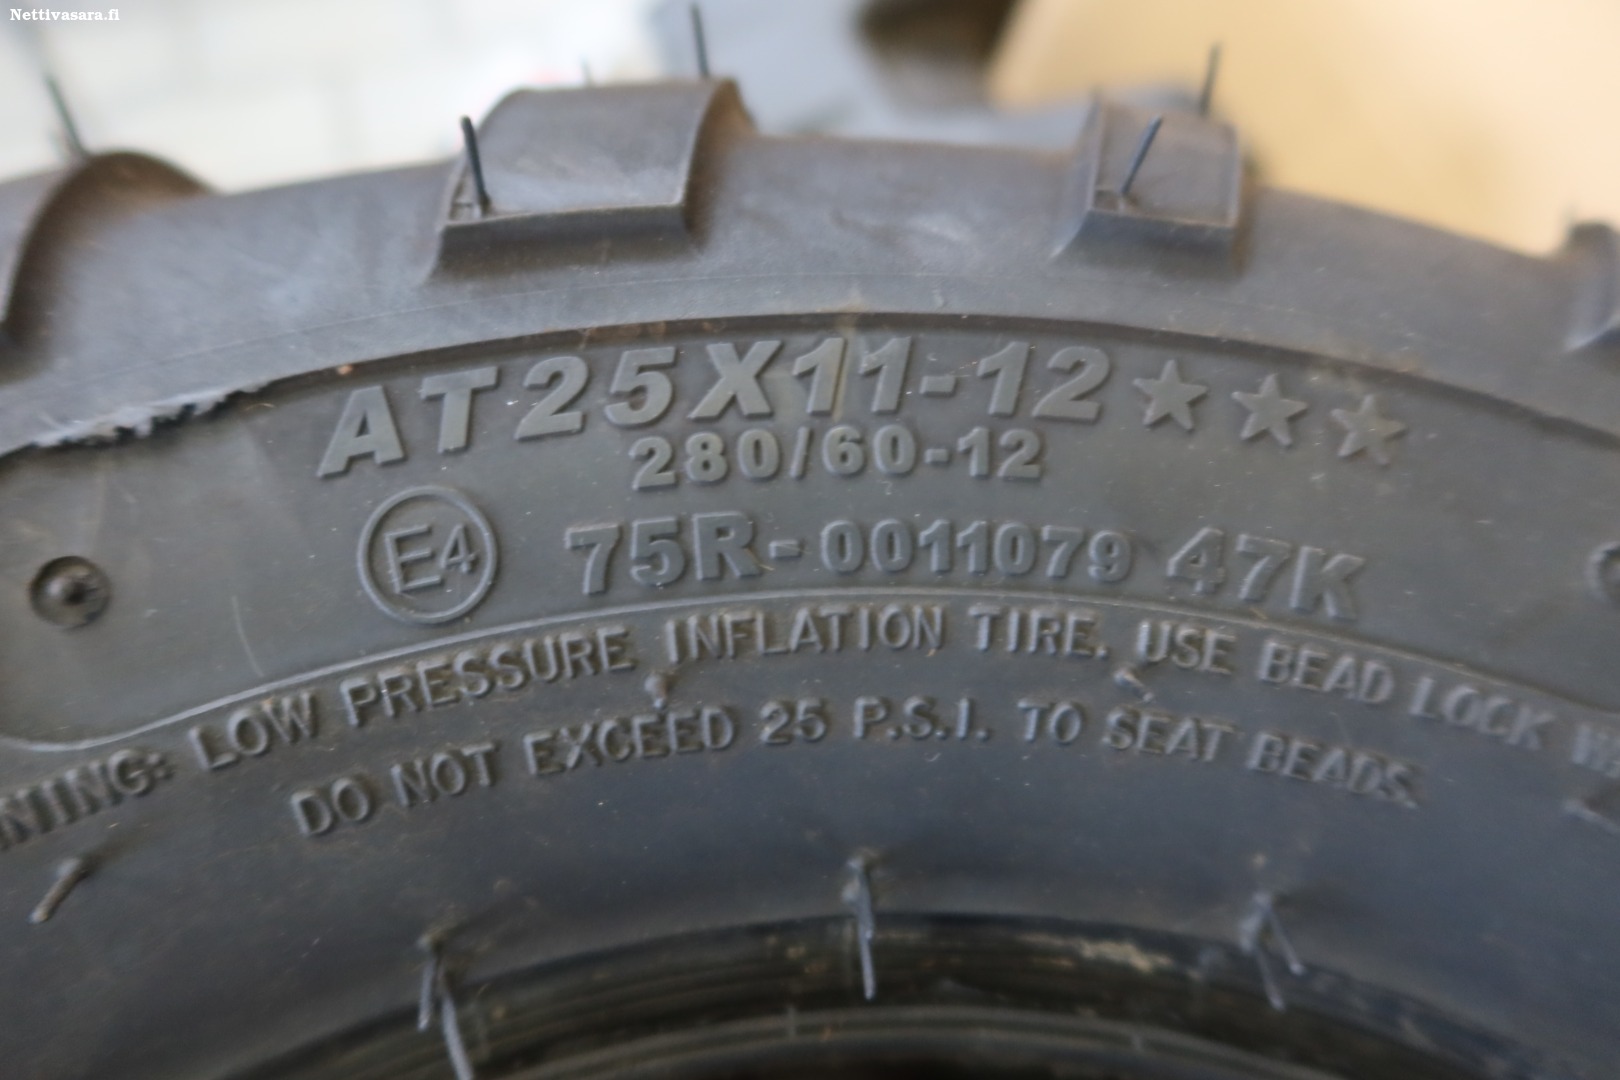 Nettivasara.fi
AT25X11-12★★★
280/60-12
E4 75R-0011079 47K
LOW PRESSURE INFLATION TIRE. USE BEAD LOCK
DO NOT EXCEED 25 P.S.I. TO SEAT BEADS.